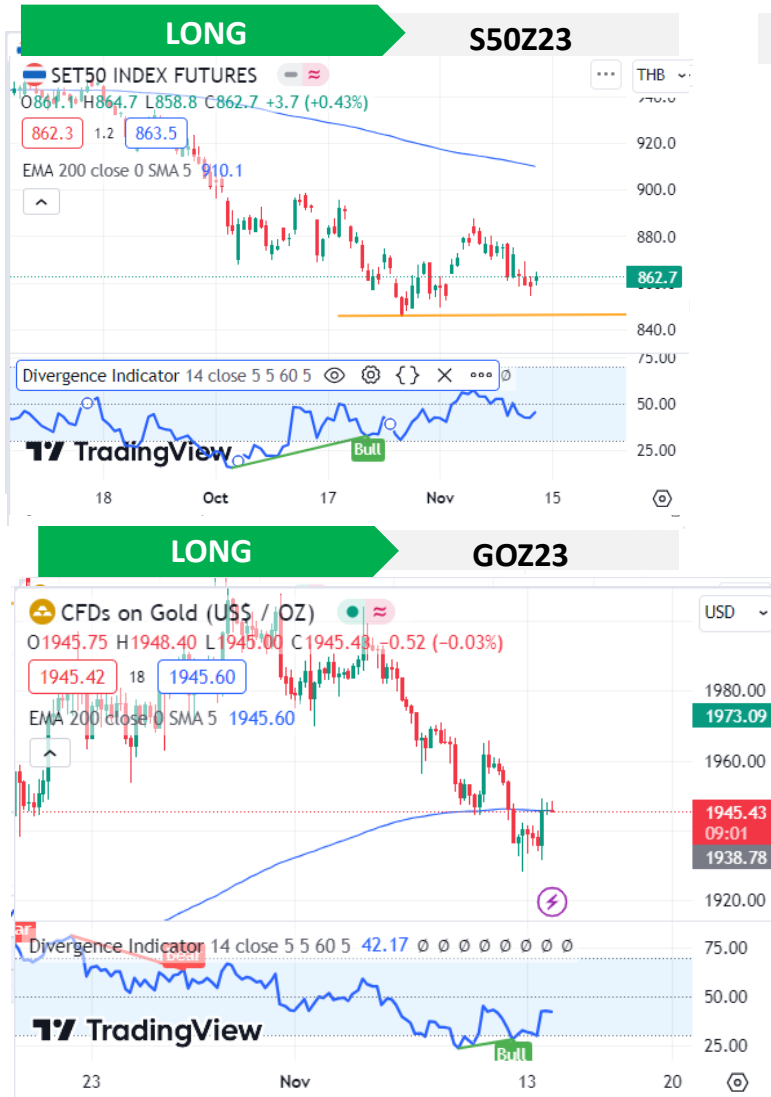 LONG S50Z23
SET50 INDEX FUTURES THB
O861.1 H864.7 L858.8 C862.7 +3.7 (+0.43%)
862.3 1.2 863.5
920.0
EMA 200 close 0 SMA 5 910.1
900.0
880.0
862.7
840.0
75.00
Divergence Indicator 14 close 5 5 60 5 Ø
50.00
TradingView
Bull
25.00
18 Oct 17 Nov 15
LONG GOZ23
CFDs on Gold (US$ / OZ) USD
O1945.75 H1948.40 L1945.00 C1945.43 −0.52 (−0.03%)
1945.42 18 1945.60
1980.00
EMA 200 close 0 SMA 5 1945.60
1973.09
1960.00
1945.43
09:01
1938.78
1920.00
Divergence Indicator 14 close 5 5 60 5 42.17 Ø Ø Ø Ø Ø Ø Ø Ø
75.00
Bear
50.00
TradingView
Bull
25.00
23 Nov 13 20